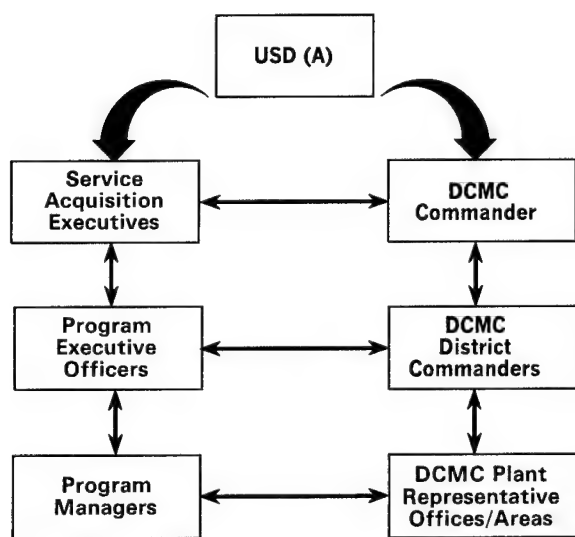 USD (A)
Service
Acquisition
Executives
DCMC
Commander
Program
Executive
Officers
DCMC
District
Commanders
Program
Managers
DCMC Plant
Representative
Offices/Areas